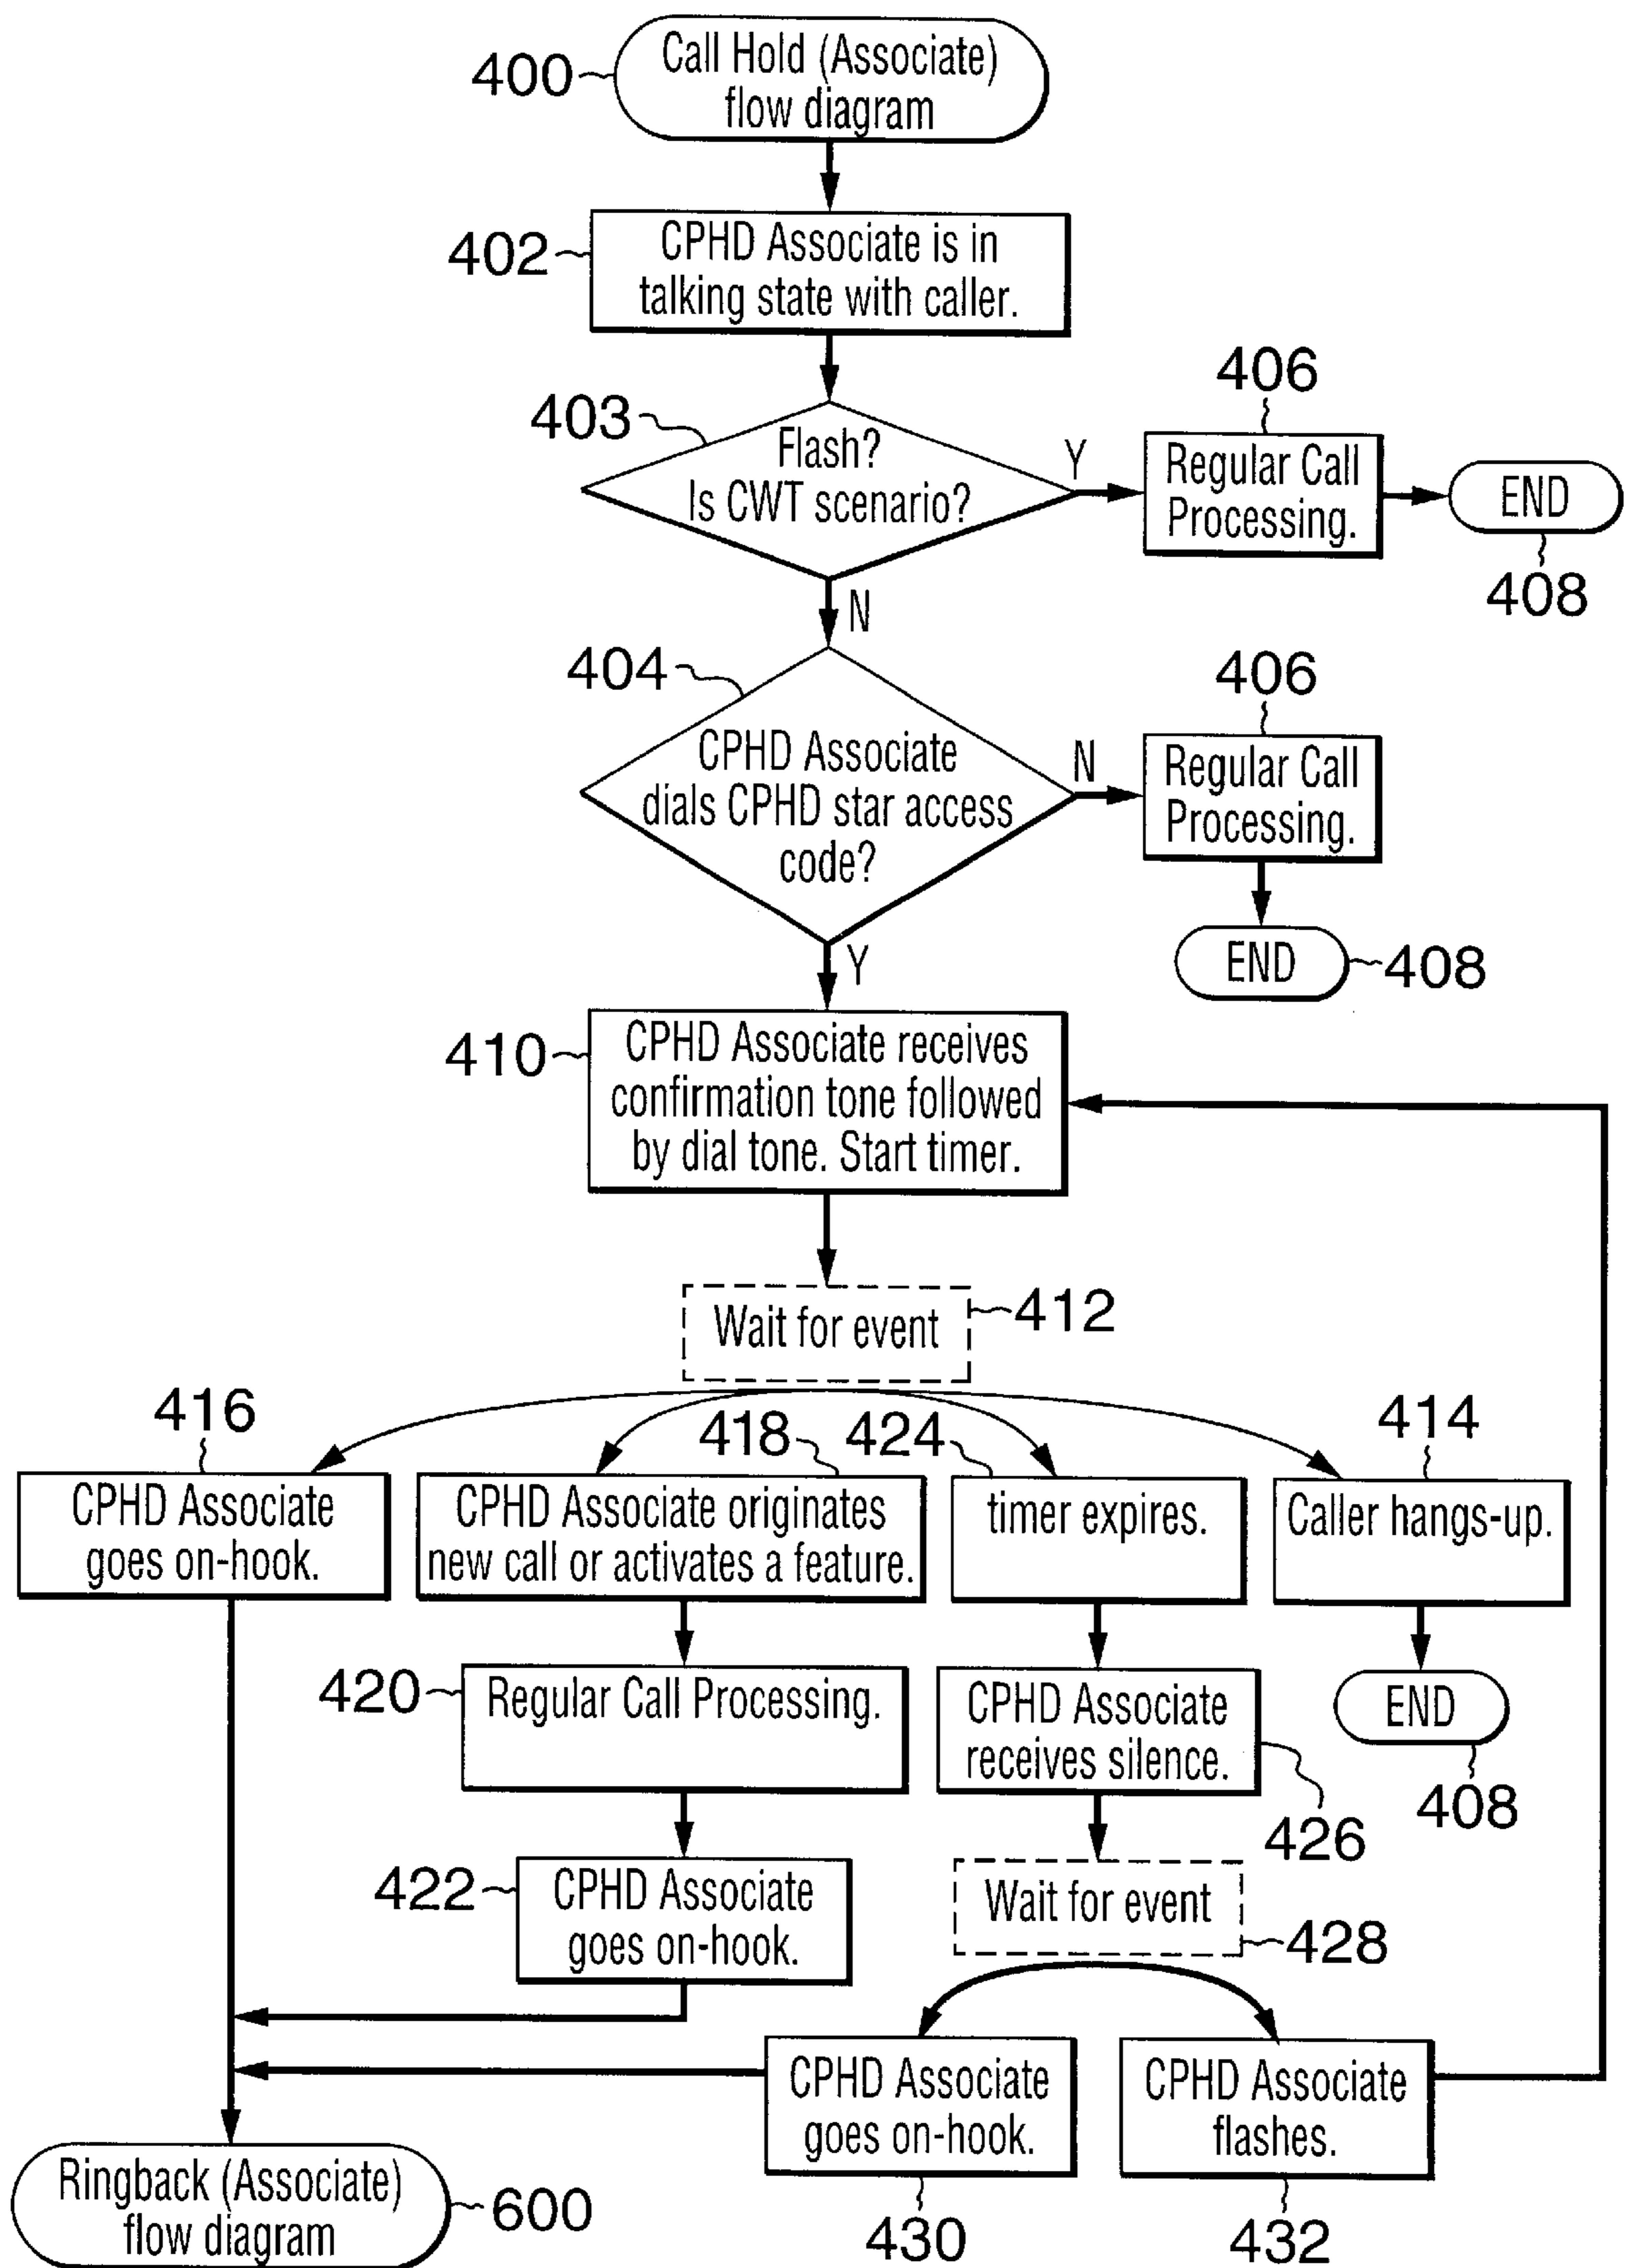 400
Call Hold (Associate)
flow diagram
402
CPHD Associate is in
talking state with caller.
403
Flash?
Is CWT scenario?
Y
406
Regular Call
Processing.
END
408
N
404
CPHD Associate
dials CPHD star access
code?
N
406
Regular Call
Processing.
END
408
Y
410
CPHD Associate receives
confirmation tone followed
by dial tone. Start timer.
Wait for event
412
416
CPHD Associate
goes on-hook.
418
CPHD Associate originates
new call or activates a feature.
424
timer expires.
414
Caller hangs-up.
420
Regular Call Processing.
CPHD Associate
receives silence.
426
END
408
422
CPHD Associate
goes on-hook.
Wait for event
428
CPHD Associate
goes on-hook.
430
CPHD Associate
flashes.
432
Ringback (Associate)
flow diagram
600